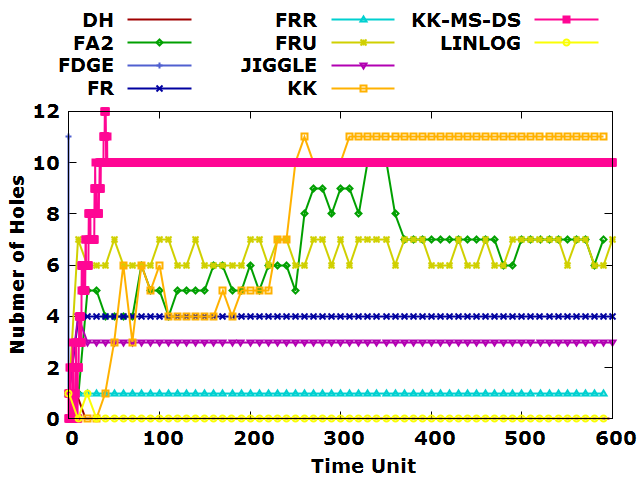 DH FRR KK-MS-DS
FA2 FRU LINLOG
FDGE JIGGLE
FR KK
12
10
8
6
4
2
0
Nubmer of Holes
0 100 200 300 400 500 600
Time Unit